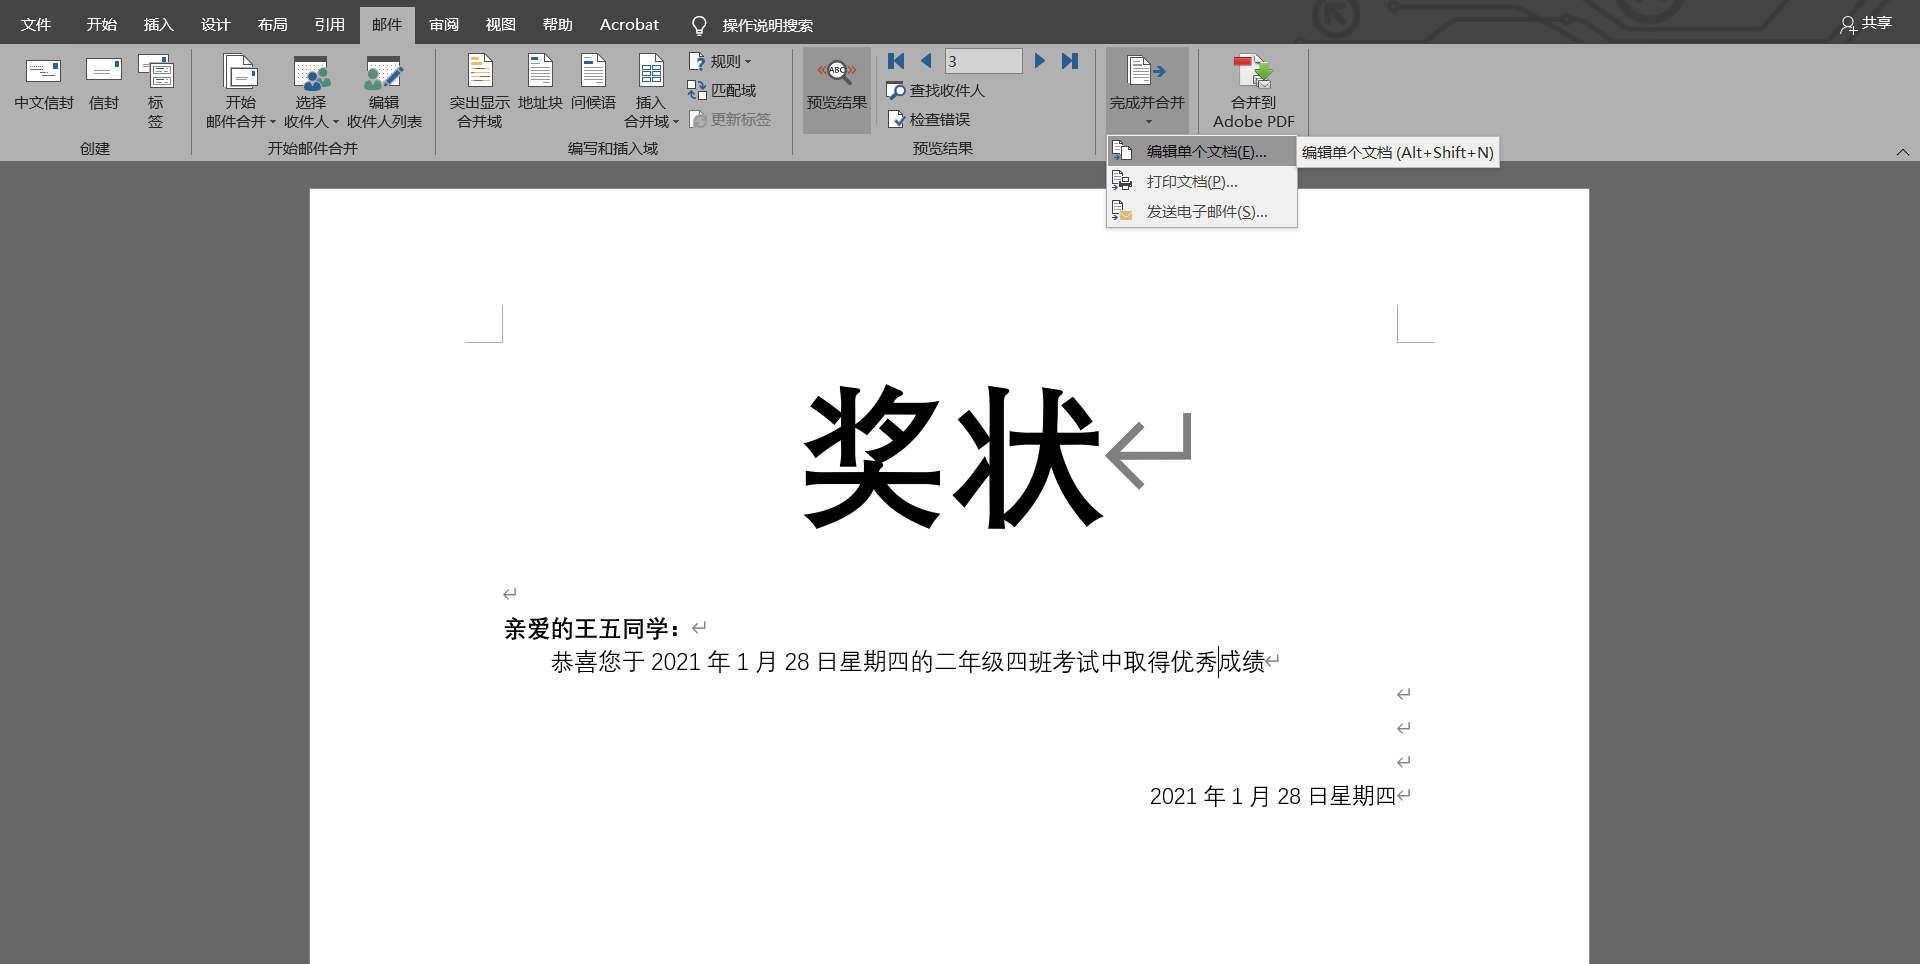 文件 开始 插入 设计 布局 引用 邮件 审阅 视图 帮助 Acrobat 操作说明搜索 共享
中文信封 信封 标签
创建
开始邮件合并 选择收件人 编辑收件人列表
开始邮件合并
突出显示合并域 地址块 问候语 插入合并域
规则
匹配域
更新标签
编写和插入域
预览结果
3
查找收件人
检查错误
预览结果
完成并合并
合并到 Adobe PDF
编辑单个文档(E)...
编辑单个文档 (Alt+Shift+N)
打印文档(P)...
发送电子邮件(S)...
奖状
亲爱的王五同学：
恭喜您于 2021 年 1 月 28 日星期四的二年级四班考试中取得优秀成绩
2021 年 1 月 28 日星期四